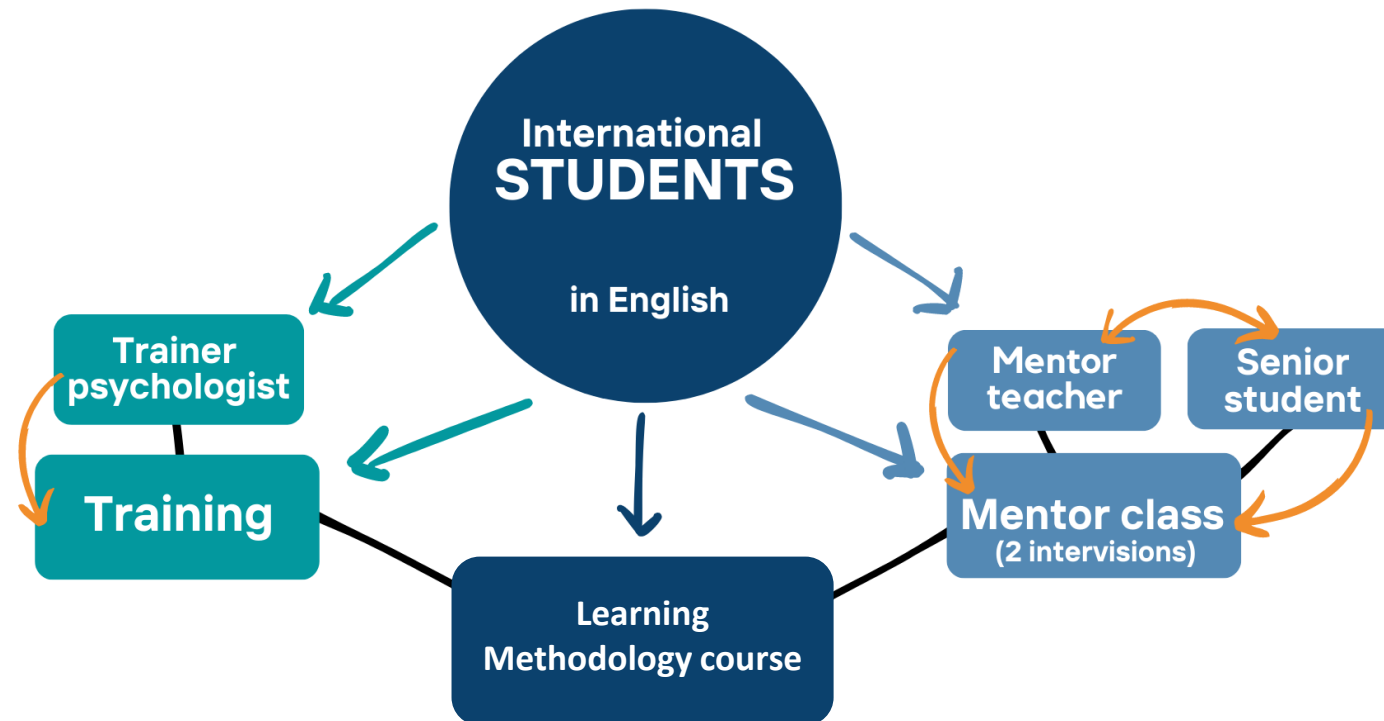 International
STUDENTS
in English
Trainer
psychologist
Training
Learning
Methodology course
Mentor
teacher
Senior
student
Mentor class
(2 intervisions)